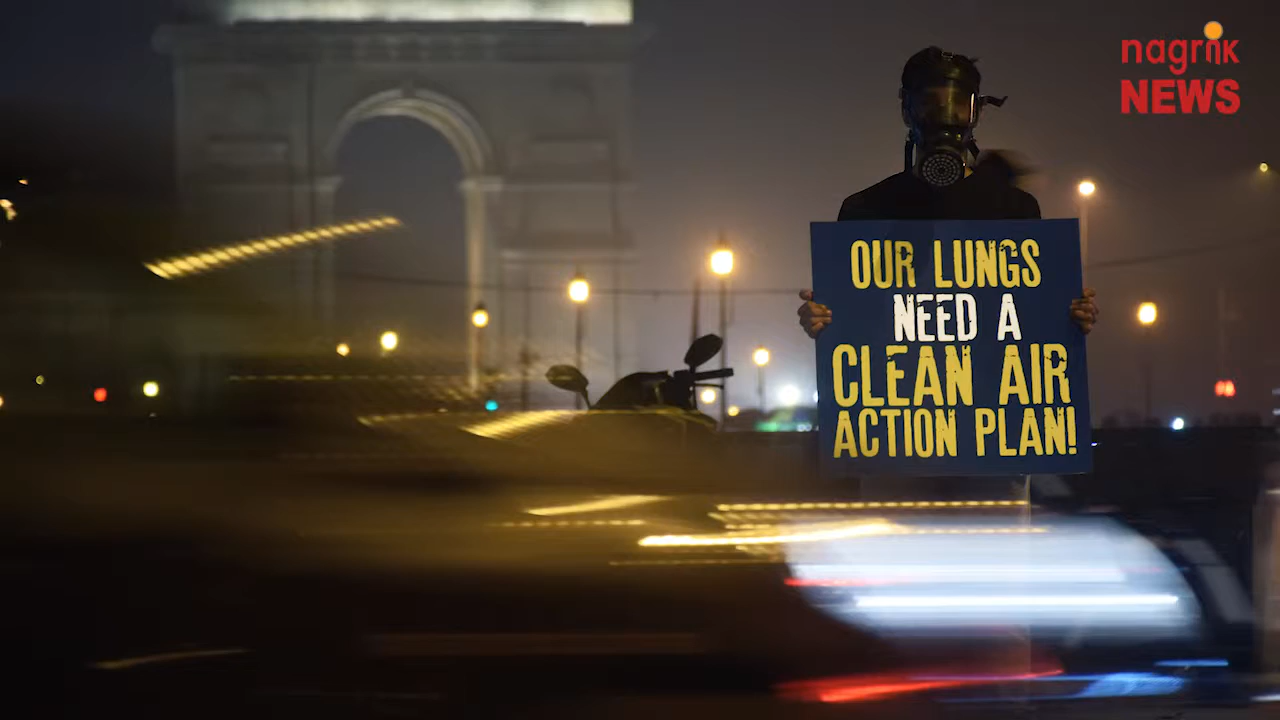 nagrik
NEWS
OUR LUNGS
NEED A
CLEAN AIR
ACTION PLAN!